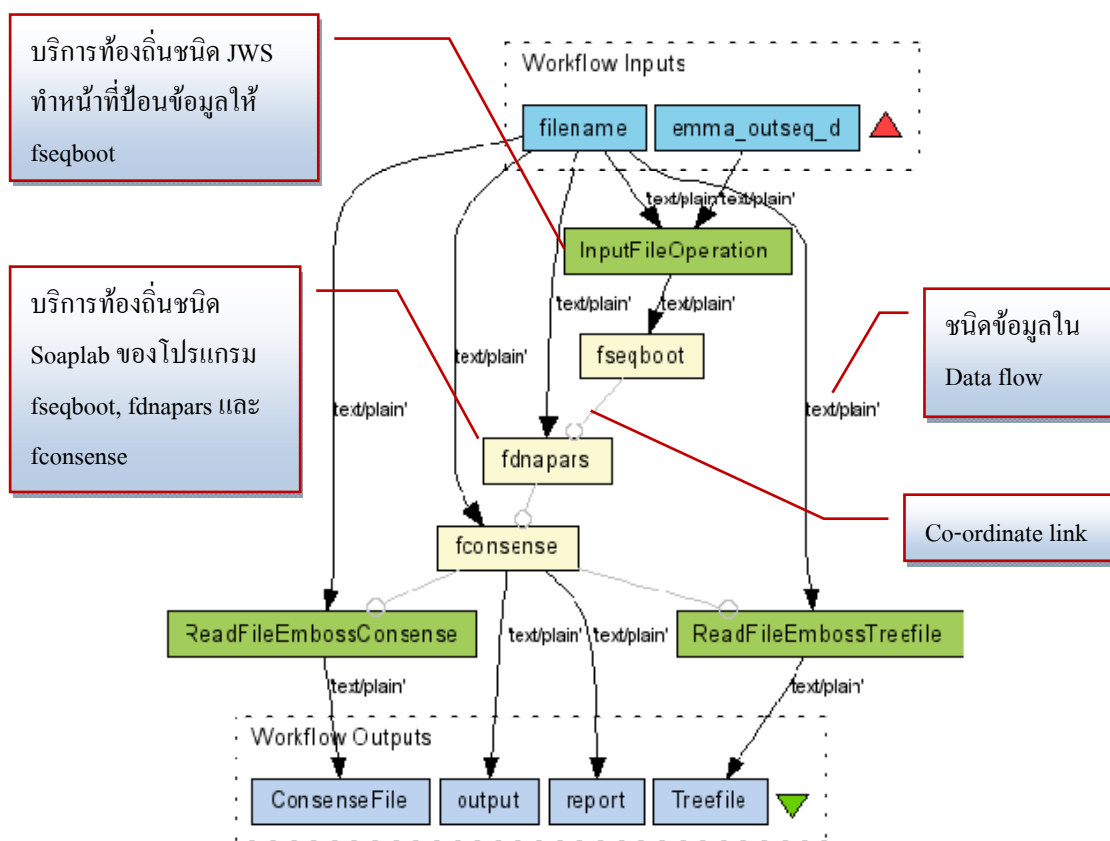 บริการท้องถิ่นชนิด JWS
ทำหน้าที่ป้อนข้อมูลให้
fseqboot
Workflow Inputs
filename
emma_outseq_d
'text/plain'
'text/plain'
InputFileOperation
บริการท้องถิ่นชนิด
Soaplab ของโปรแกรม
fseqboot, fdnapars และ
fconsense
'text/plain'
'text/plain'
ชนิดข้อมูลใน
Data flow
text/plain'
fseqboot
text/plain'
text/plain'
fdnapars
Co-ordinate link
fconsense
ReadFileEmbossConsense
'text/plain'
'text/plain'
ReadFileEmbossTreefile
'text/plain'
'text/plain'
Workflow Outputs
ConsenseFile
output
report
Treefile